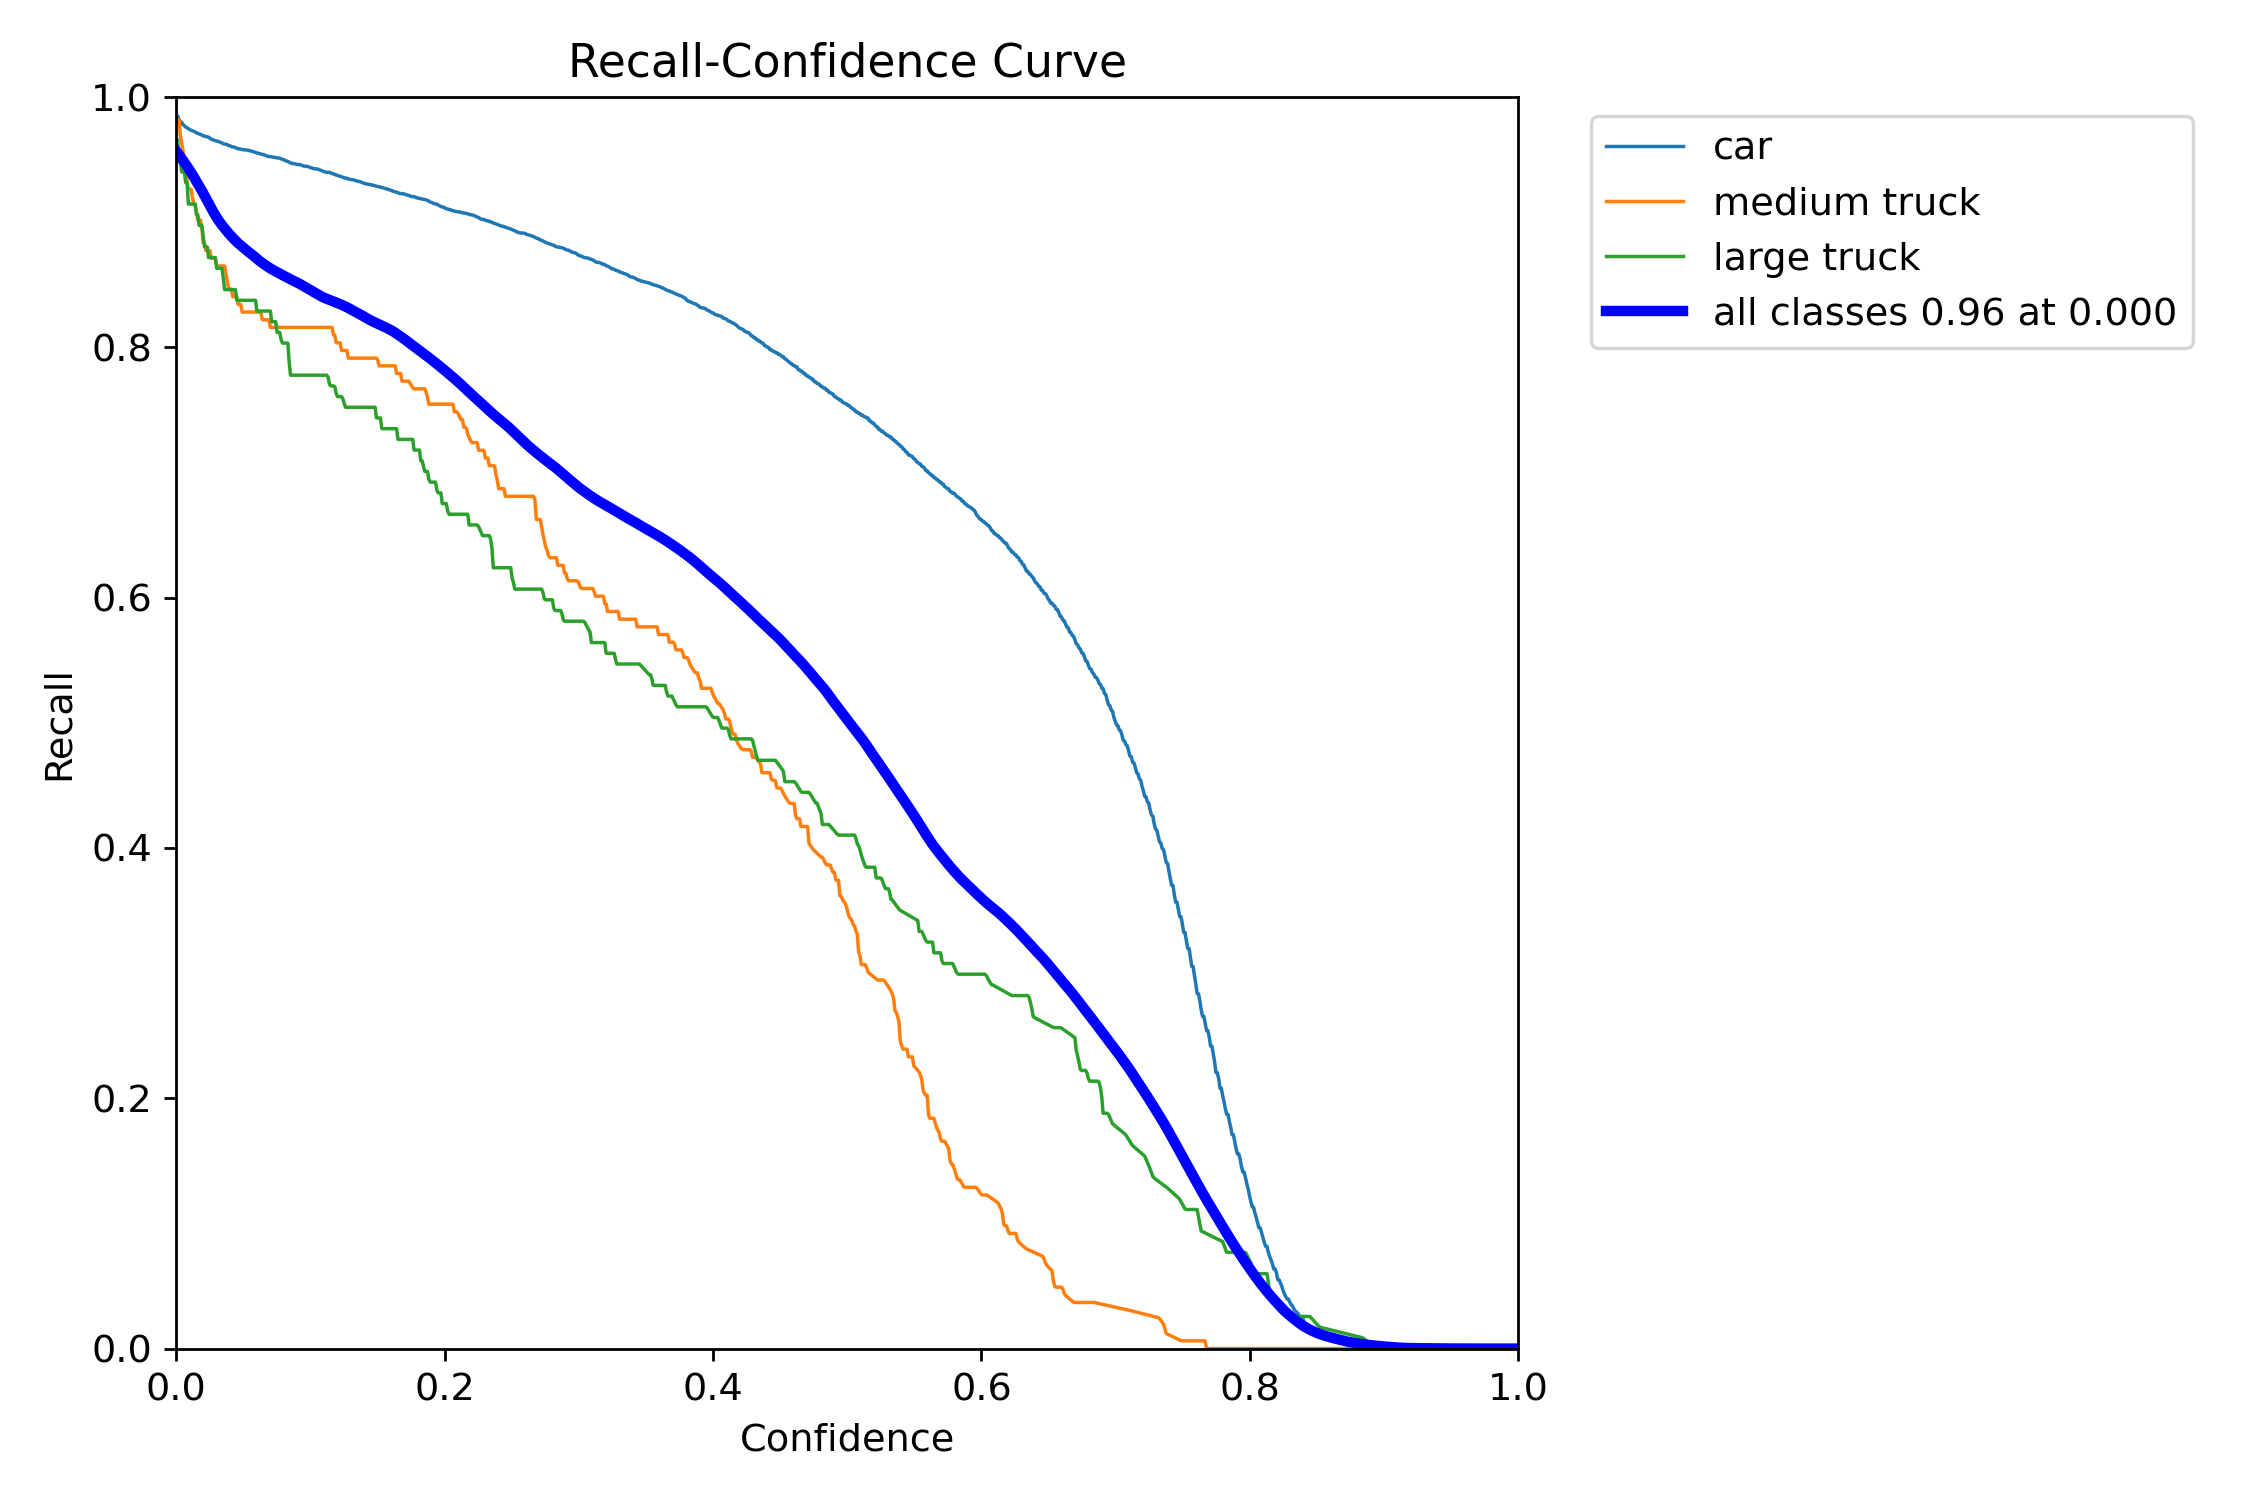 Recall-Confidence Curve
1.0
0.8
0.6
0.4
0.2
0.0
Recall
0.0 0.2 0.4 0.6 0.8 1.0
Confidence
car
medium truck
large truck
all classes 0.96 at 0.000